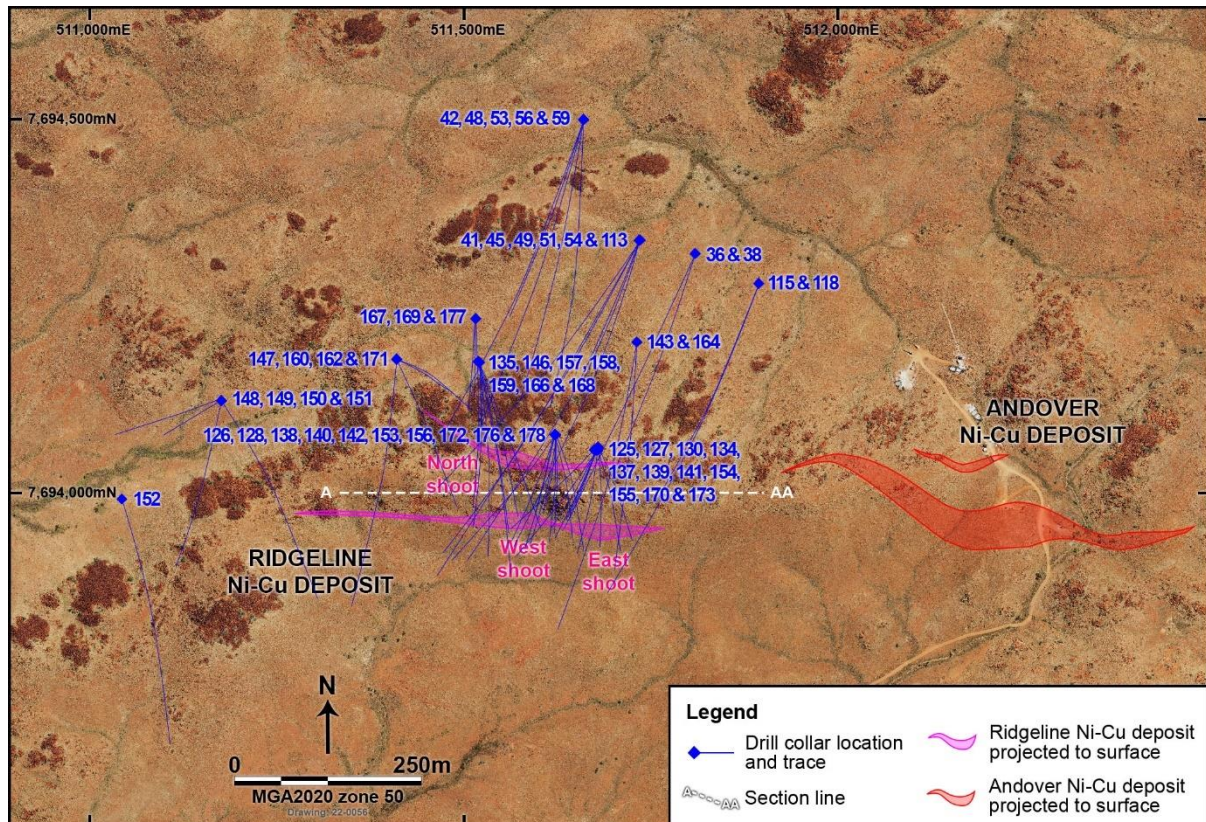 511,000mE
511,500mE
512,000mE
7,694,500mN
42, 48, 53, 56 & 59
41, 45 , 49, 51, 54 & 113
36 & 38
115 & 118
167, 169 & 177
143 & 164
147, 160, 162 & 171
135, 146, 157, 158,
159, 166 & 168
148, 149, 150 & 151
ANDOVER
Ni-Cu DEPOSIT
126, 128, 138, 140, 142, 153, 156, 172, 176 & 178
125, 127, 130, 134,
137, 139, 141, 154,
155, 170 & 173
North
shoot
7,694,000mN
A
AA
152
RIDGELINE
Ni-Cu DEPOSIT
West
shoot
East
shoot
N
0
250m
MGA2020 zone 50
Drawing: 22-0056
Legend
Drill collar location
and trace
A
AA
Section line
Ridgeline Ni-Cu deposit
projected to surface
Andover Ni-Cu deposit
projected to surface